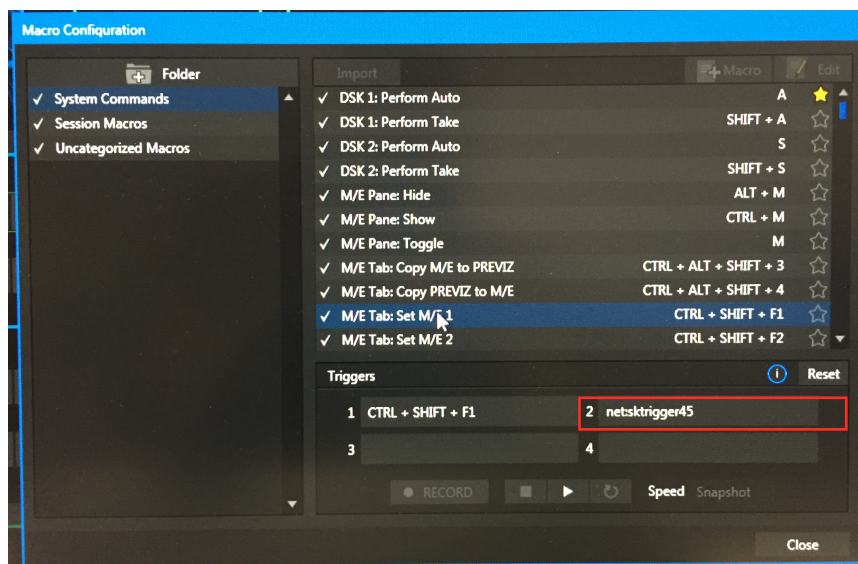 Macro Configuration
Folder
Import
Macro
Edit
System Commands
Session Macros
Uncategorized Macros
DSK 1: Perform Auto A
DSK 1: Perform Take SHIFT + A
DSK 2: Perform Auto S
DSK 2: Perform Take SHIFT + S
M/E Pane: Hide ALT + M
M/E Pane: Show CTRL + M
M/E Pane: Toggle M
M/E Tab: Copy M/E to PREVIZ CTRL + ALT + SHIFT + 3
M/E Tab: Copy PREVIZ to M/E CTRL + ALT + SHIFT + 4
M/E Tab: Set M/E 1 CTRL + SHIFT + F1
M/E Tab: Set M/E 2 CTRL + SHIFT + F2
Triggers
Reset
1 CTRL + SHIFT + F1 2 net:sktrigger45
3 4
RECORD
Speed Snapshot
Close